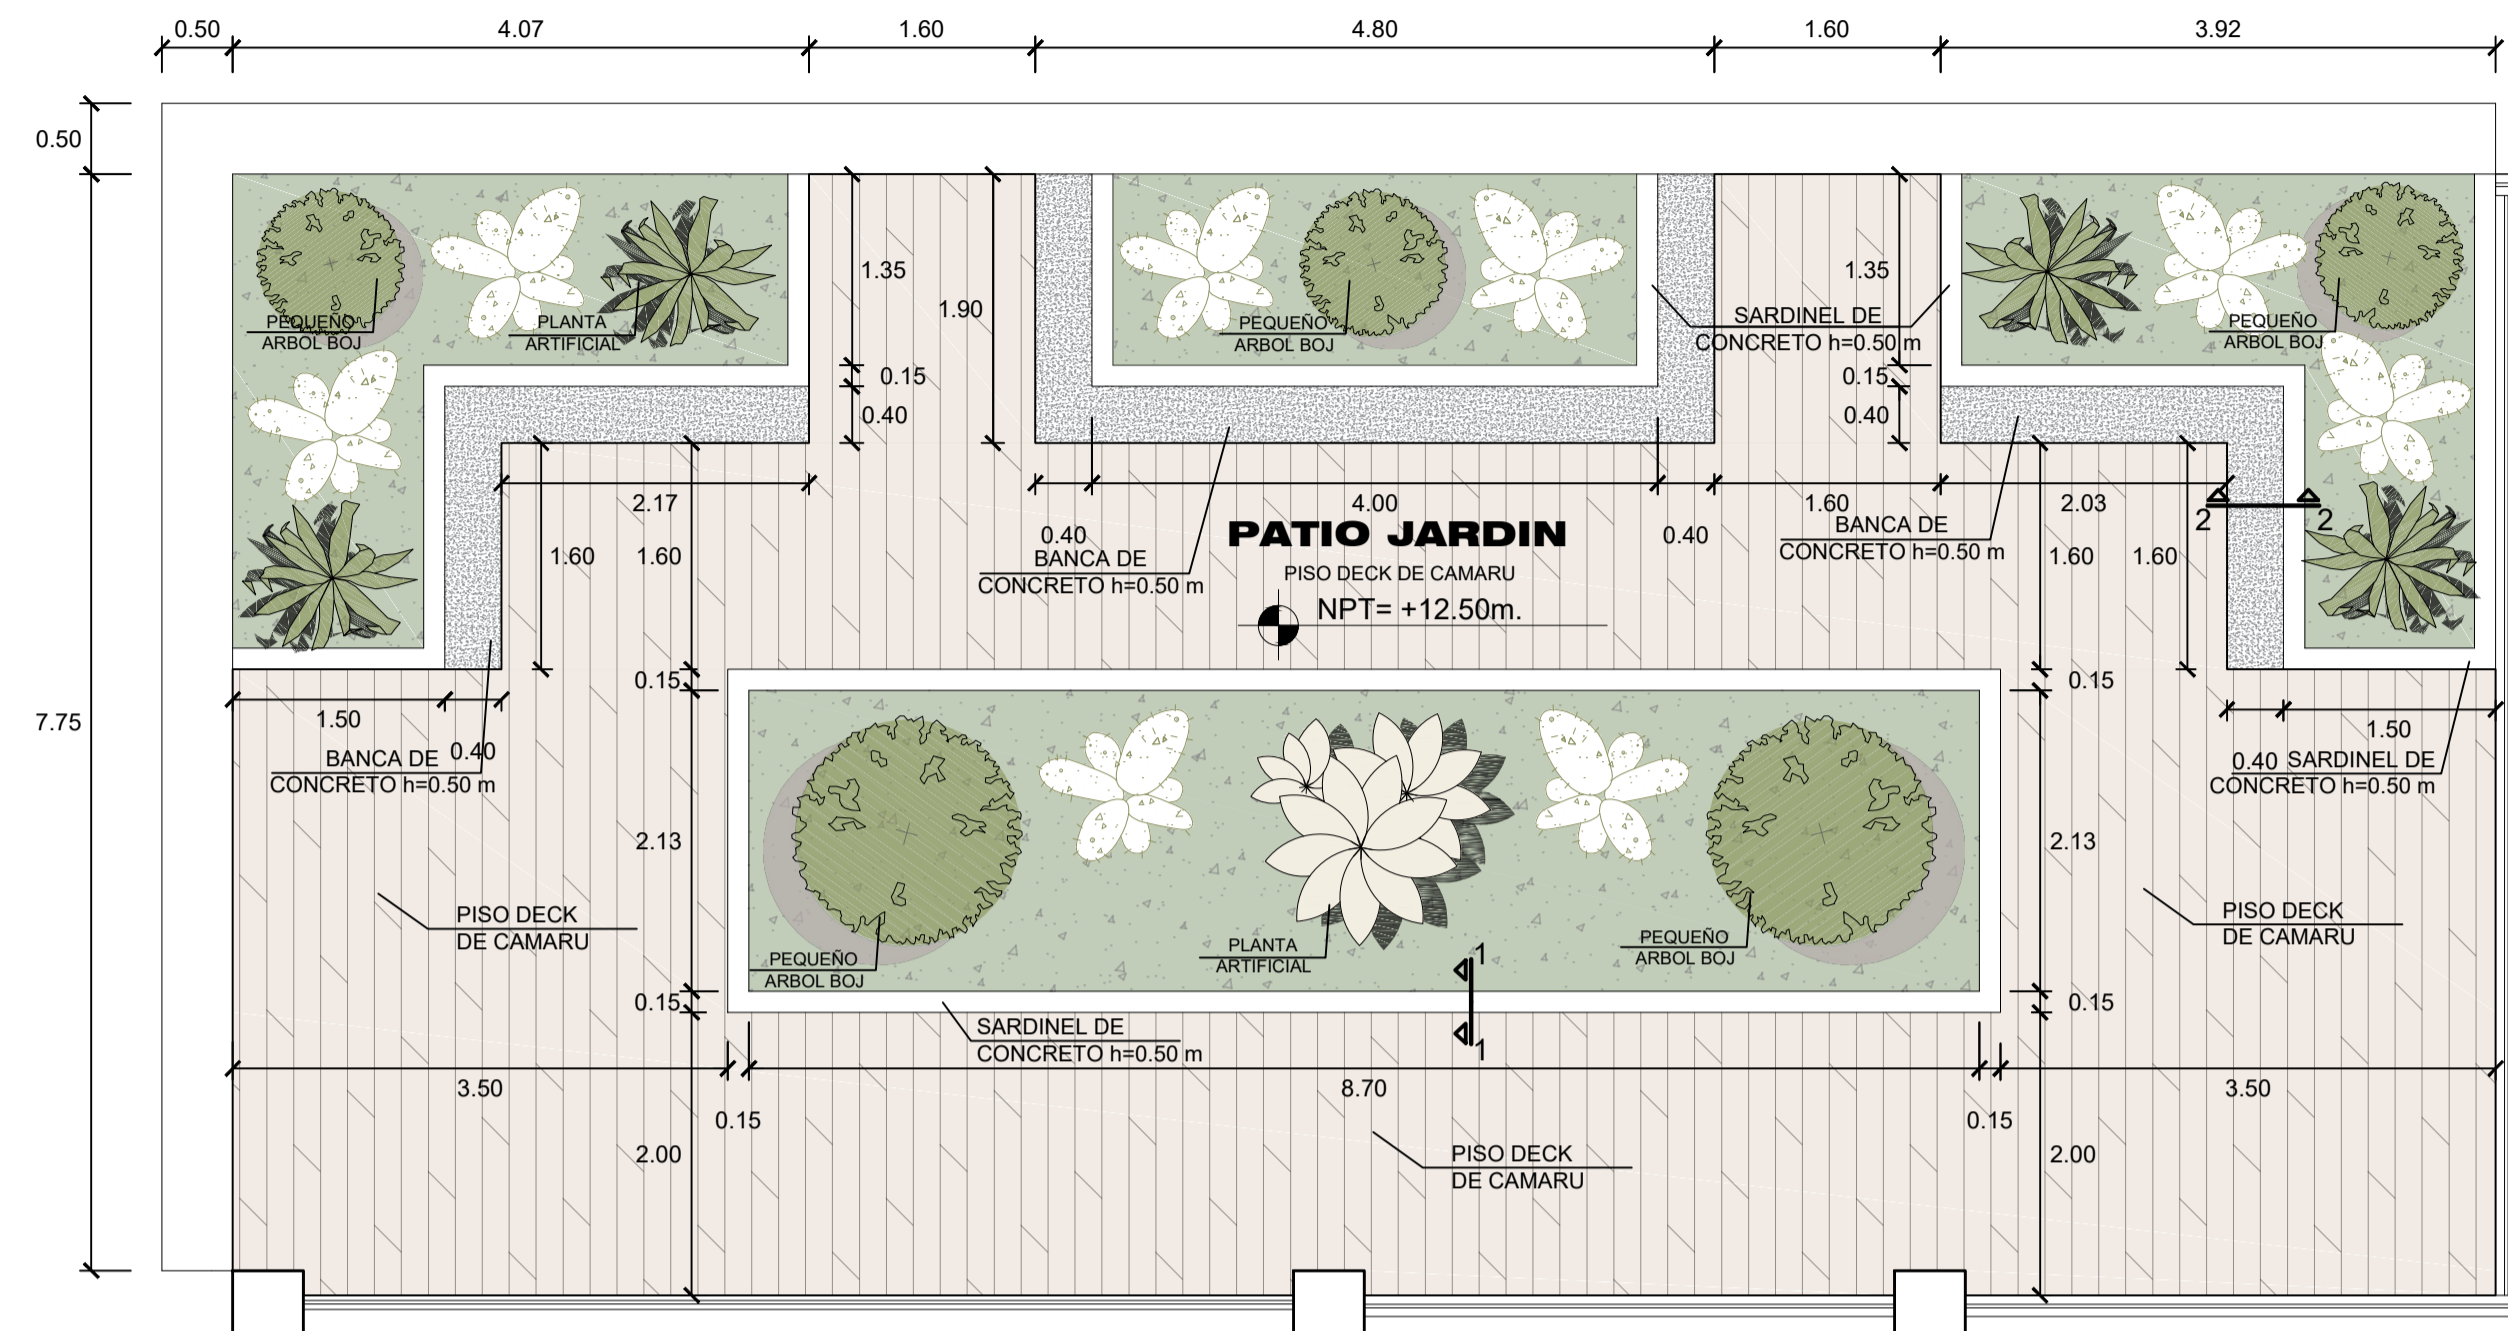 0.50 4.07 1.60 4.80 1.60 3.92
0.50
7.75
PEQUEÑO
ARBOL BOJ
PLANTA
ARTIFICIAL
1.35
1.90
0.15
0.40
PEQUEÑO
ARBOL BOJ
SARDINEL DE
CONCRETO h=0.50 m
1.35
0.15
0.40
PEQUEÑO
ARBOL BOJ
2.17
1.60 1.60
0.40
4.00
0.40
1.60
2.03
1.60 1.60
2 2
BANCA DE
CONCRETO h=0.50 m
PATIO JARDIN
PISO DECK DE CAMARU
NPT= +12.50m.
BANCA DE
CONCRETO h=0.50 m
0.15
0.15
1.50
0.40
BANCA DE
CONCRETO h=0.50 m
1.50
0.40
SARDINEL DE
CONCRETO h=0.50 m
2.13
2.13
PISO DECK
DE CAMARU
PEQUEÑO
ARBOL BOJ
PLANTA
ARTIFICIAL
1
1
PEQUEÑO
ARBOL BOJ
PISO DECK
DE CAMARU
0.15
0.15
SARDINEL DE
CONCRETO h=0.50 m
3.50
0.15
8.70
0.15
3.50
2.00
PISO DECK
DE CAMARU
2.00